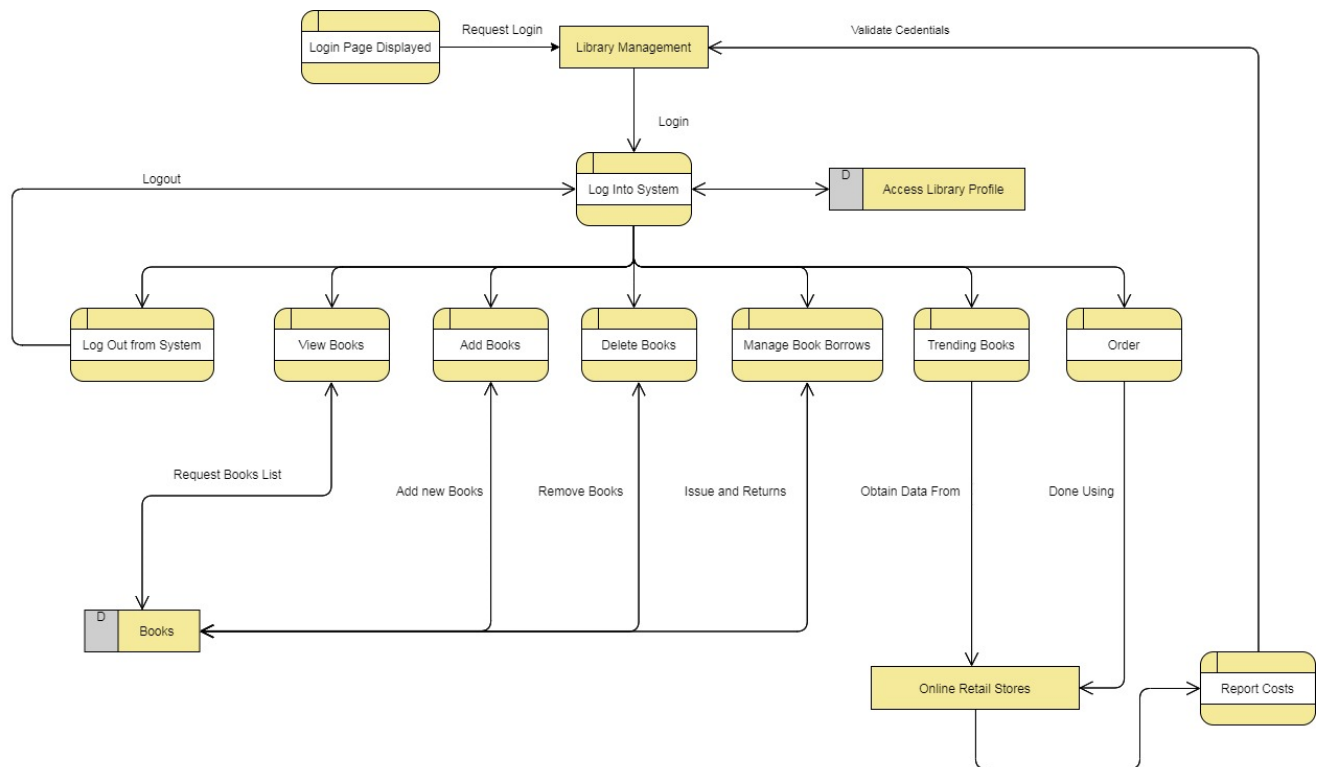 Request Login
Validate Cedentials
Login Page Displayed
Library Management
Login
Logout
Log Into System
D
Access Library Profile
Log Out from System
View Books
Add Books
Delete Books
Manage Book Borrows
Trending Books
Order
Request Books List
Add new Books
Remove Books
Issue and Returns
Obtain Data From
Done Using
D
Books
Online Retail Stores
Report Costs